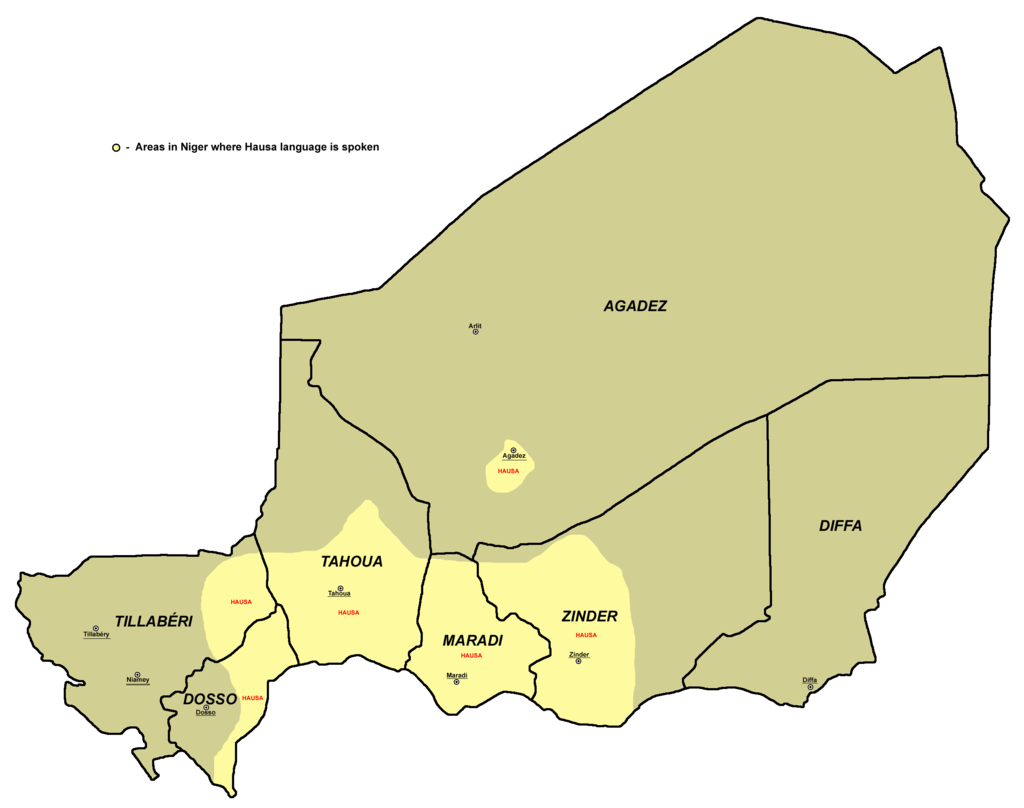 - Areas in Niger where Hausa language is spoken
AGADEZ
Arlit
Agadez
HAUSA
DIFFA
TAHOUA
Tahoua
HAUSA
HAUSA
TILLABÉRI
Tillabéry
Niamey
ZINDER
HAUSA
Zinder
MARADI
HAUSA
Maradi
DOSSO
Dosso
HAUSA
Diffa